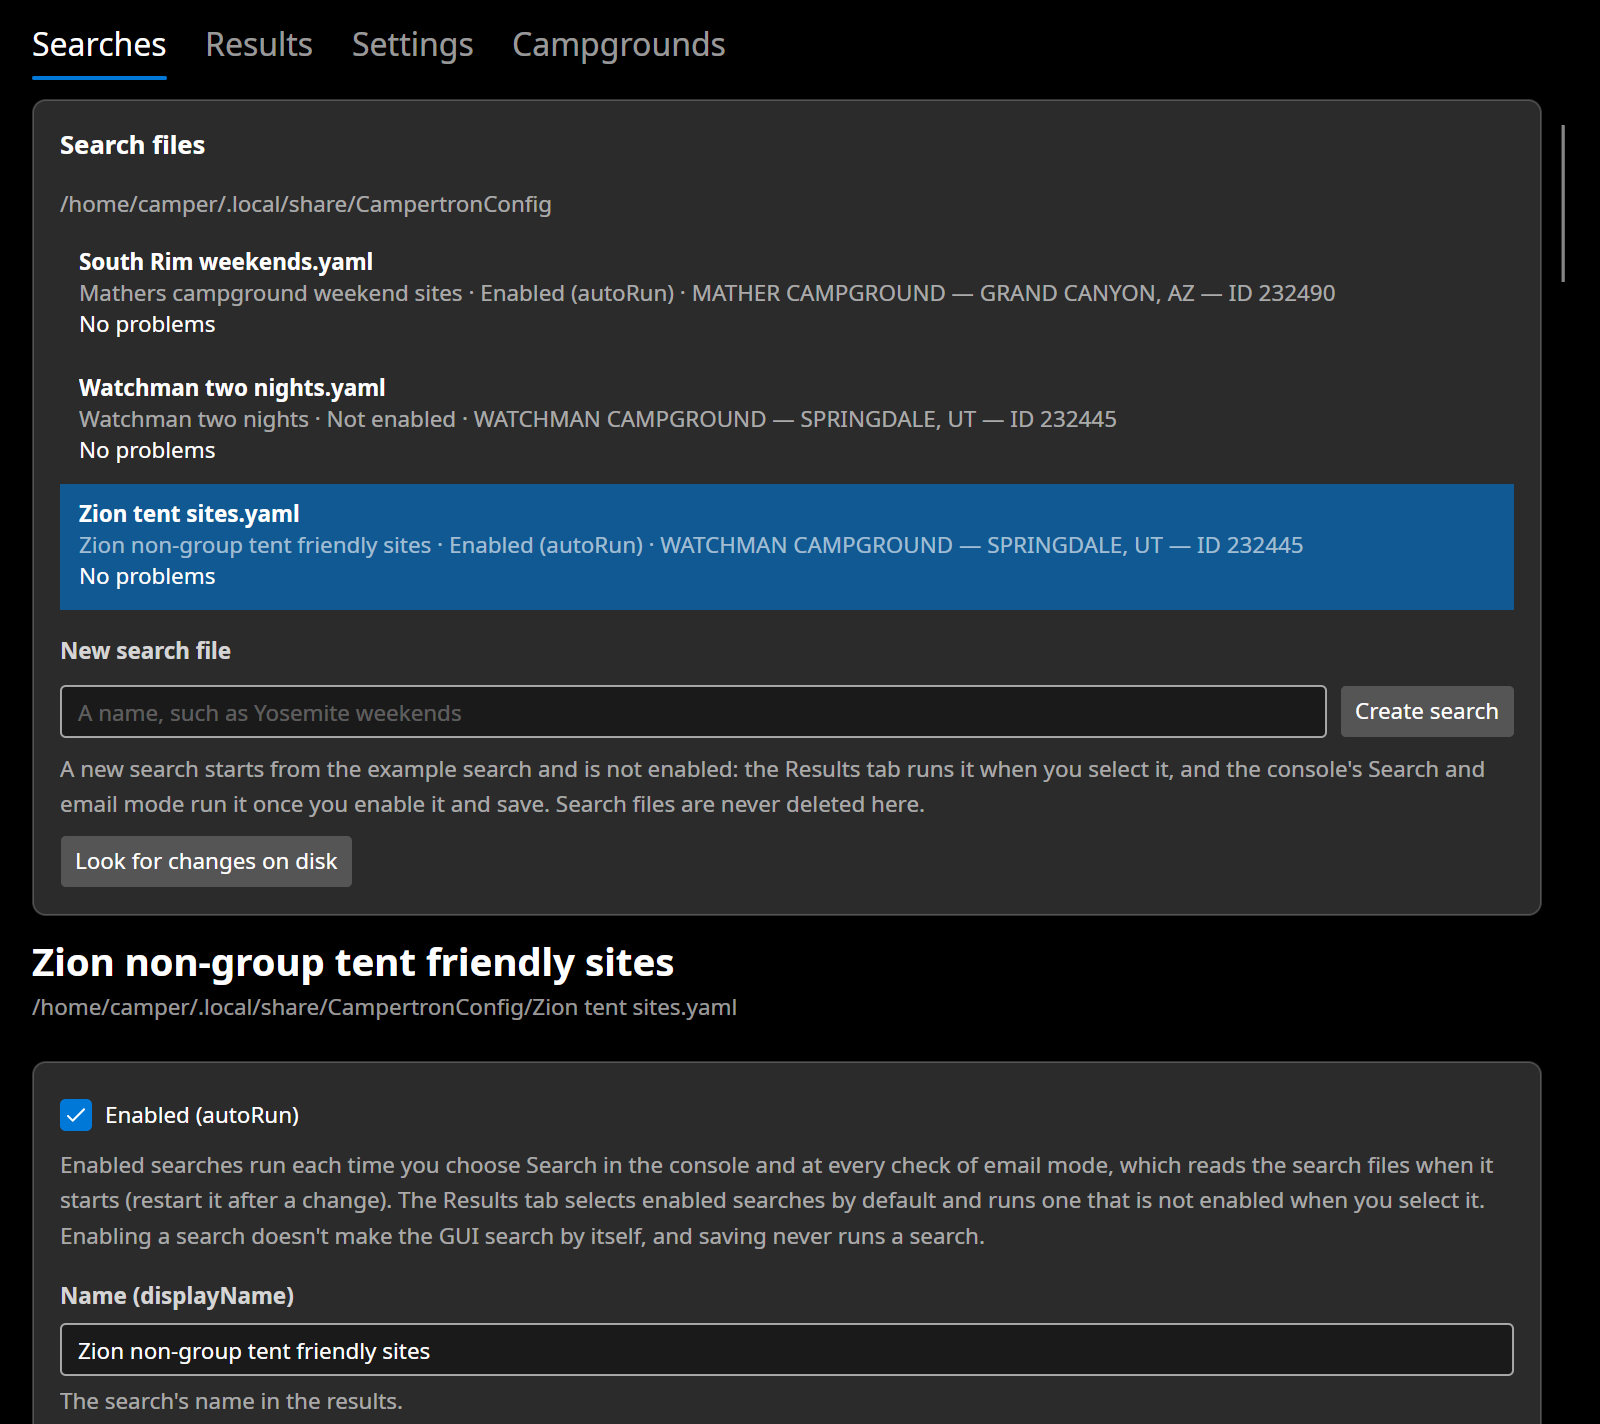 Searches Results Settings Campgrounds
Search files
/home/camper/.local/share/CampertronConfig
South Rim weekends.yaml
Mathers campground weekend sites · Enabled (autoRun) · MATHER CAMPGROUND — GRAND CANYON, AZ — ID 232490
No problems
Watchman two nights.yaml
Watchman two nights · Not enabled · WATCHMAN CAMPGROUND — SPRINGDALE, UT — ID 232445
No problems
Zion tent sites.yaml
Zion non-group tent friendly sites · Enabled (autoRun) · WATCHMAN CAMPGROUND — SPRINGDALE, UT — ID 232445
No problems
New search file
A name, such as Yosemite weekends
Create search
A new search starts from the example search and is not enabled: the Results tab runs it when you select it, and the console's Search and
email mode run it once you enable it and save. Search files are never deleted here.
Look for changes on disk
Zion non-group tent friendly sites
/home/camper/.local/share/CampertronConfig/Zion tent sites.yaml
Enabled (autoRun)
Enabled searches run each time you choose Search in the console and at every check of email mode, which reads the search files when it
starts (restart it after a change). The Results tab selects enabled searches by default and runs one that is not enabled when you select it.
Enabling a search doesn't make the GUI search by itself, and saving never runs a search.
Name (displayName)
Zion non-group tent friendly sites
The search's name in the results.